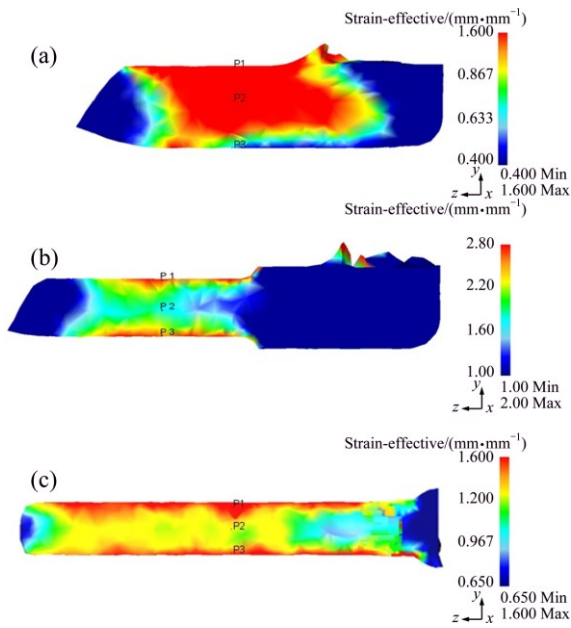 Strain-effective/(mm•mm⁻¹)
1.600
(a)
P1
0.867
P2
0.633
P3
0.400
0.400 Min
1.600 Max
y
z x
Strain-effective/(mm•mm⁻¹)
2.80
(b)
2.20
P 1
P 2
1.60
P 3
1.00
1.00 Min
2.00 Max
y
z x
Strain-effective/(mm•mm⁻¹)
1.600
(c)
P1
1.200
P2
0.967
P3
0.650
0.650 Min
1.600 Max
y
z x